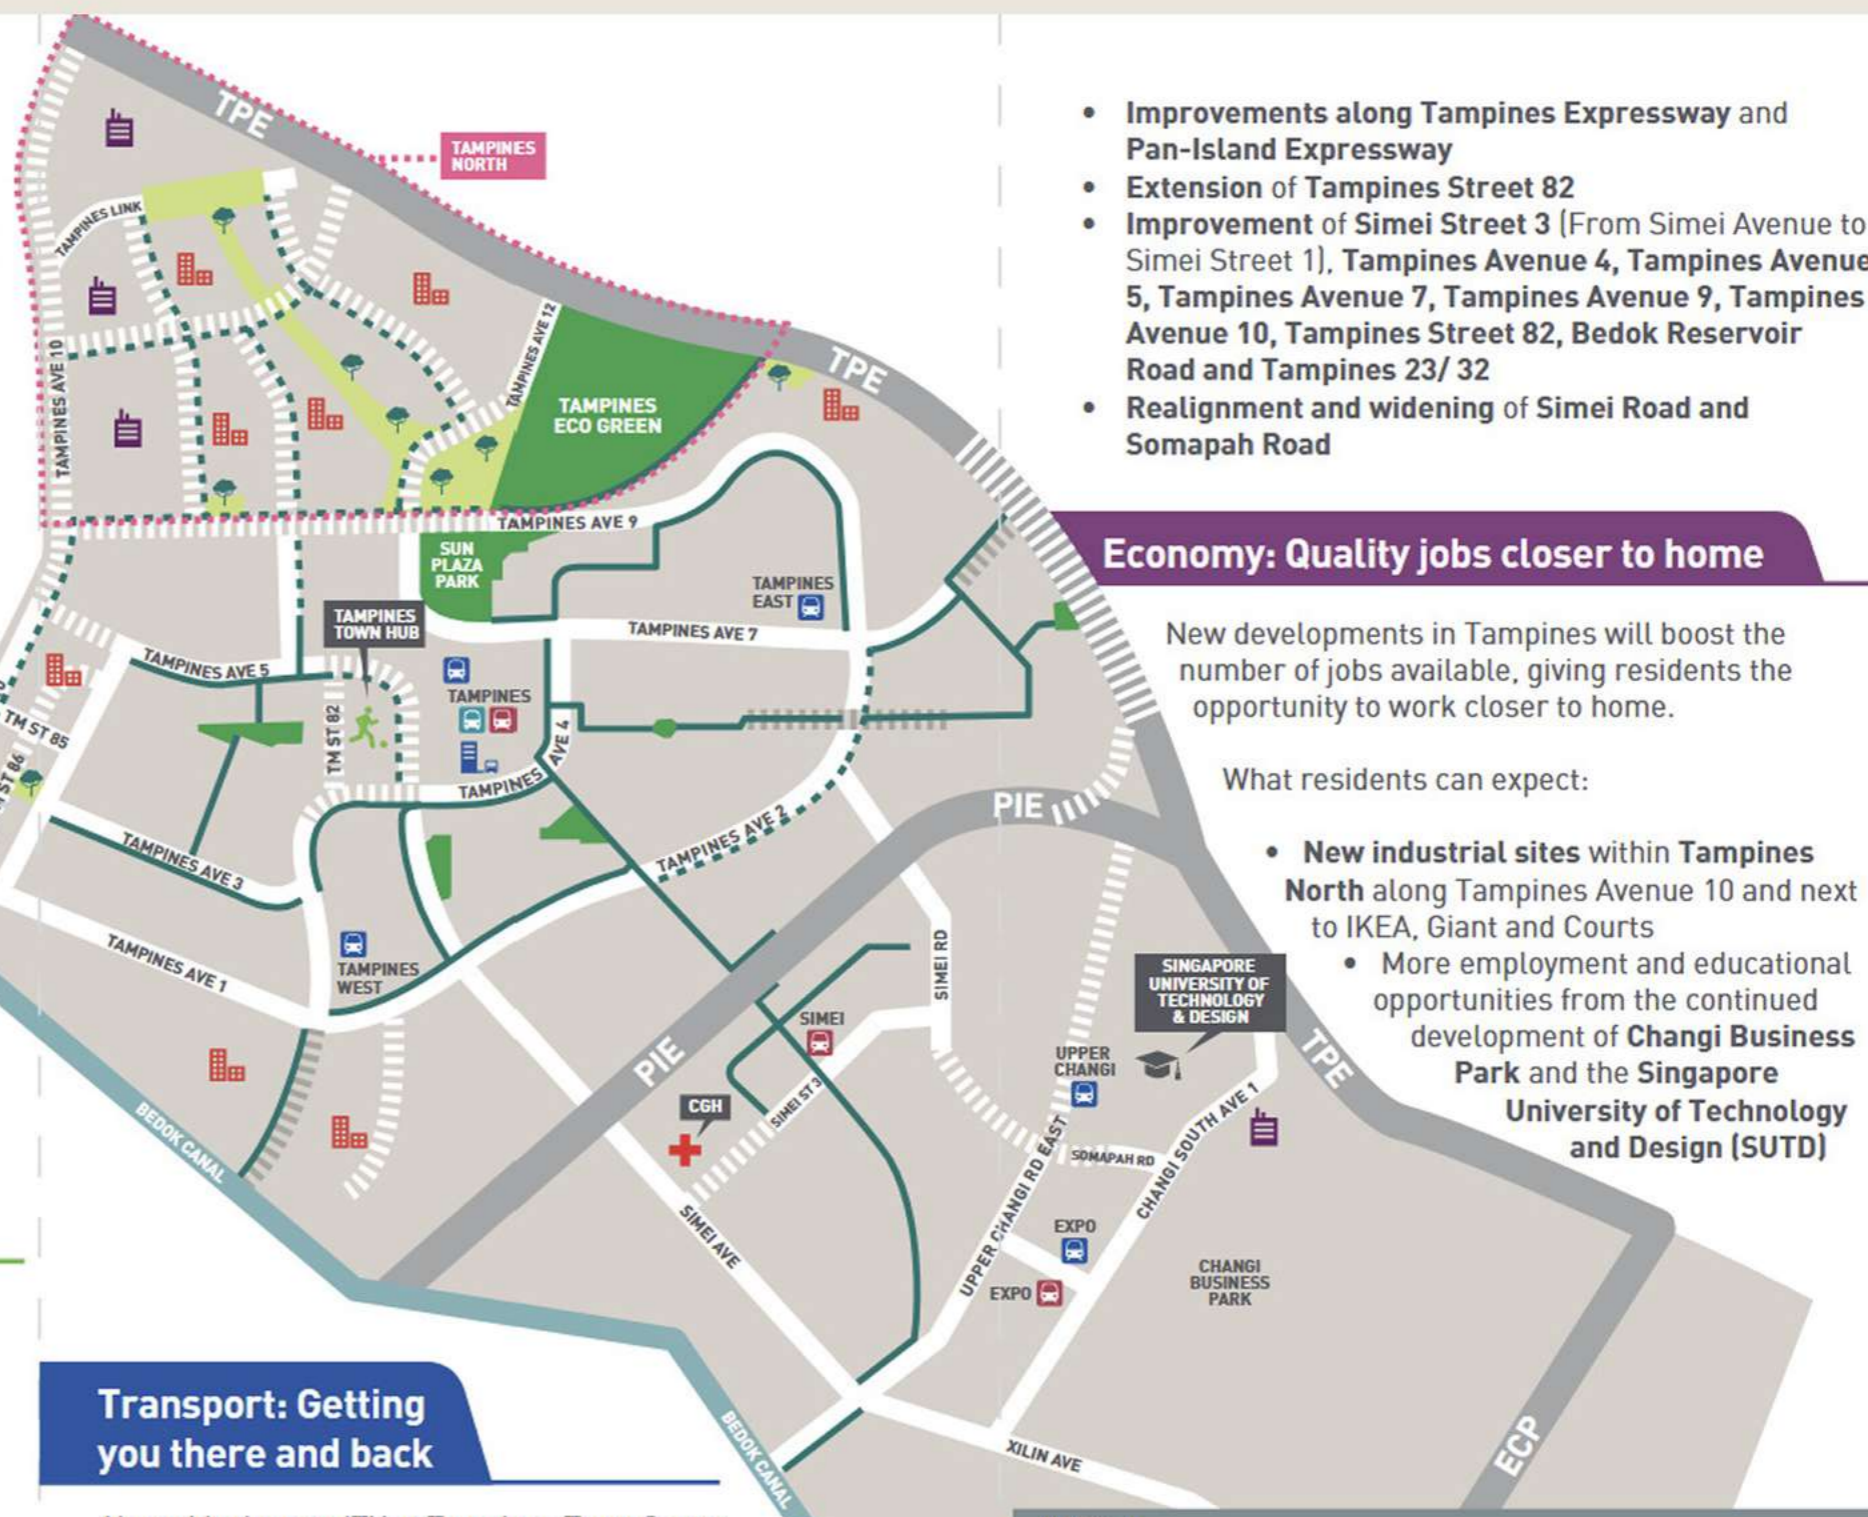 TPE
TAMPINES
NORTH
TAMPINES LINK
TAMPINES AVE 10
TAMPINES AVE 12
TAMPINES
ECO GREEN
TPE
TAMPINES AVE 9
SUN
PLAZA
PARK
TAMPINES
EAST
TAMPINES
TOWN HUB
TAMPINES AVE 7
TAMPINES AVE 5
TAMPINES
TM ST 82
TM ST 85
ST 86
TAMPINES AVE 4
TAMPINES AVE 3
TAMPINES AVE 2
PIE
TAMPINES AVE 1
TAMPINES
WEST
SIMEI RD
SINGAPORE
UNIVERSITY OF
TECHNOLOGY
& DESIGN
SIMEI
PIE
UPPER
CHANGI
TPE
CGH
SIMEI ST 3
BEDOK CANAL
SOMAPAH RD
CHANGI SOUTH AVE 1
UPPER CHANGI RD EAST
SIMEI AVE
EXPO
EXPO
CHANGI
BUSINESS
PARK
BEDOK CANAL
XILIN AVE
ECP
• Improvements along Tampines Expressway and
Pan-Island Expressway
• Extension of Tampines Street 82
• Improvement of Simei Street 3 (From Simei Avenue to
Simei Street 1), Tampines Avenue 4, Tampines Avenue
5, Tampines Avenue 7, Tampines Avenue 9, Tampines
Avenue 10, Tampines Street 82, Bedok Reservoir
Road and Tampines 23/ 32
• Realignment and widening of Simei Road and
Somapah Road
Economy: Quality jobs closer to home
New developments in Tampines will boost the
number of jobs available, giving residents the
opportunity to work closer to home.
What residents can expect:
• New industrial sites within Tampines
North along Tampines Avenue 10 and next
to IKEA, Giant and Courts
• More employment and educational
opportunities from the continued
development of Changi Business
Park and the Singapore
University of Technology
and Design (SUTD)
Transport: Getting
you there and back